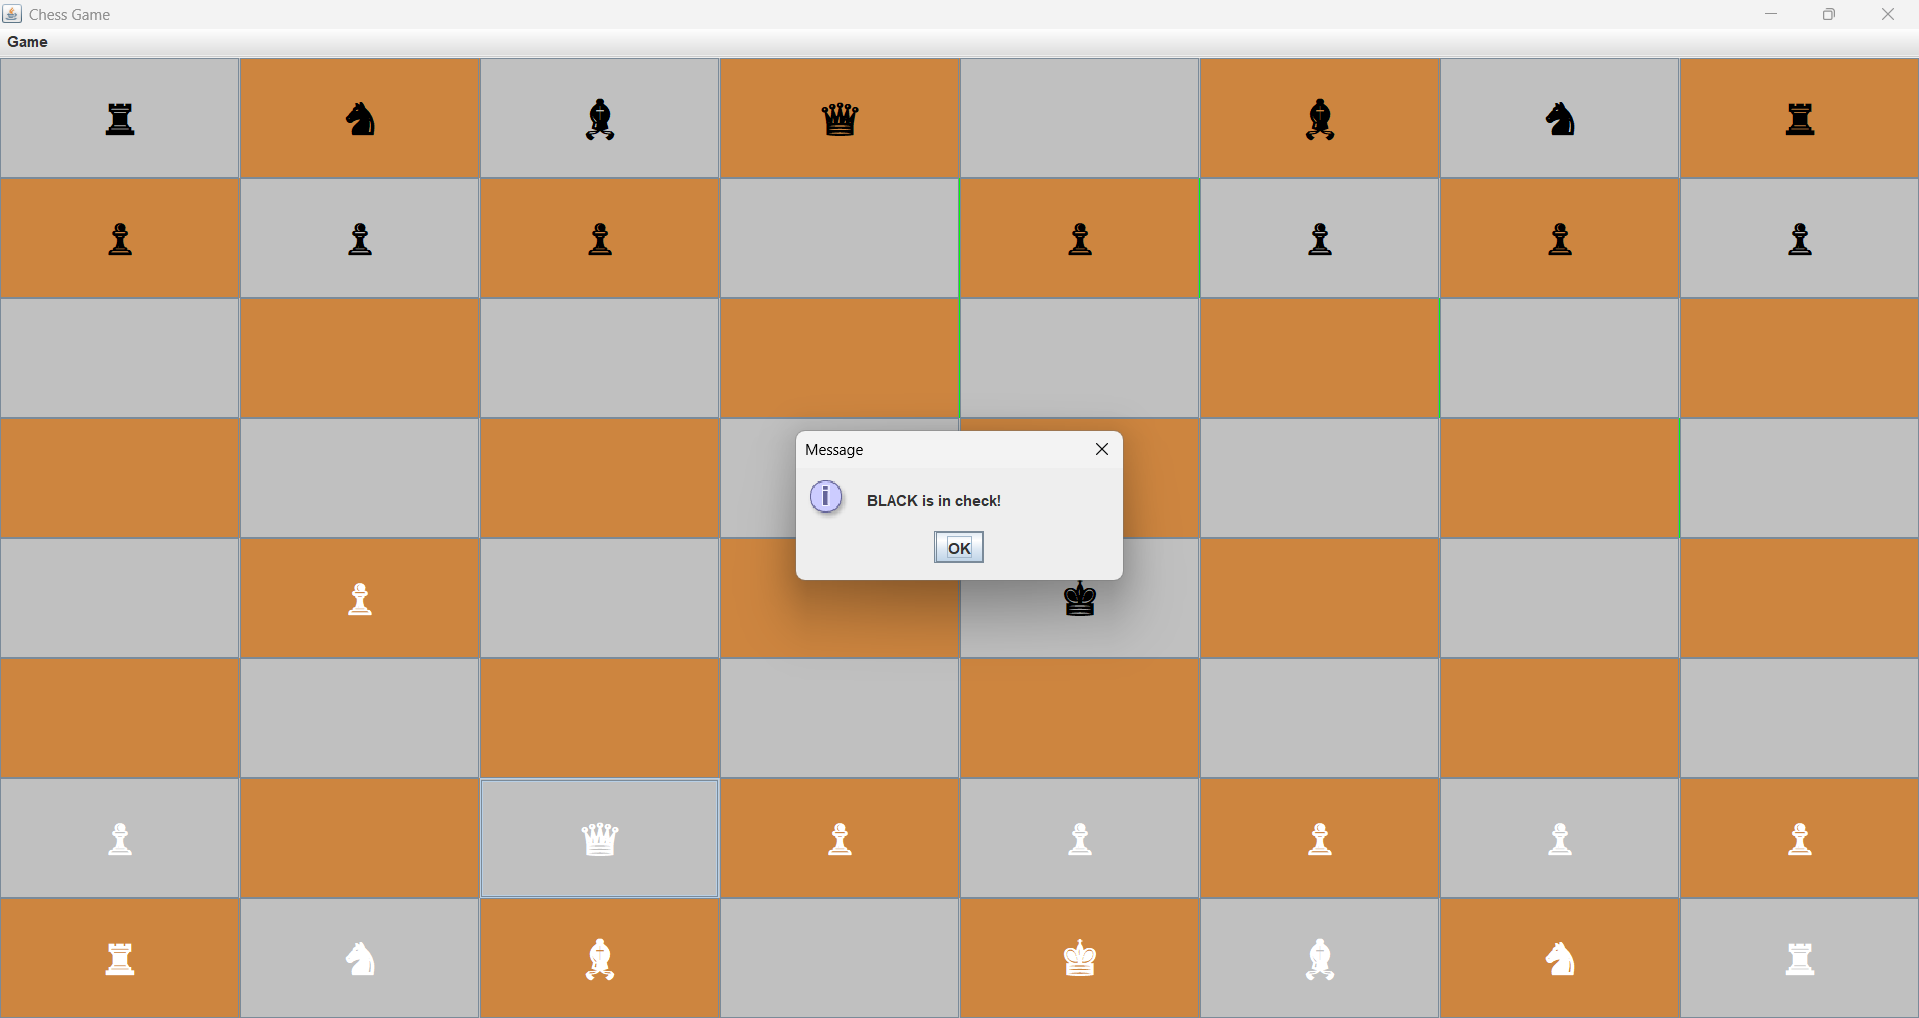 Chess Game
Game
Message
BLACK is in check!
OK